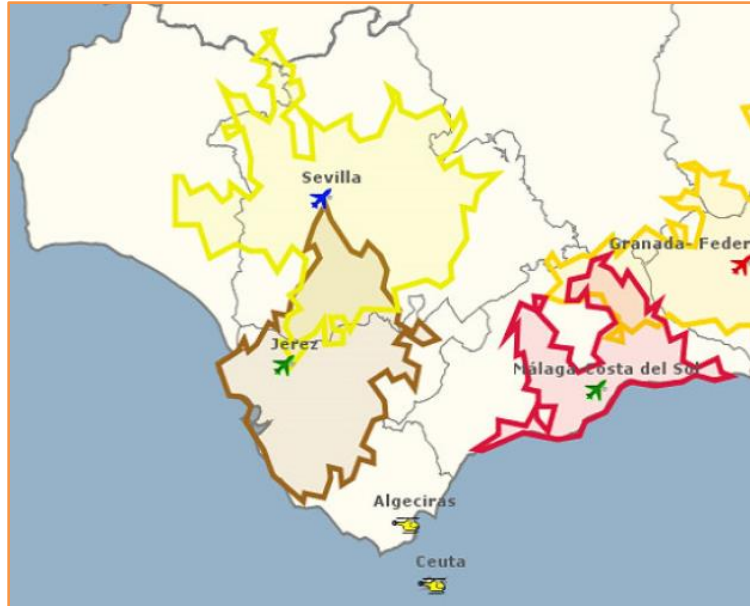 Sevilla
Granada- Feder
Jerez
Málaga-Costa del Sol
Algeciras
Ceuta